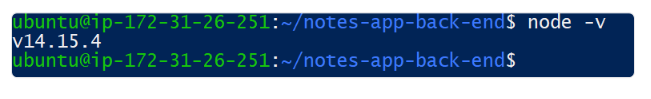 ubuntu@ip-172-31-26-251:~/notes-app-back-end$ node -v
v14.15.4
ubuntu@ip-172-31-26-251:~/notes-app-back-end$